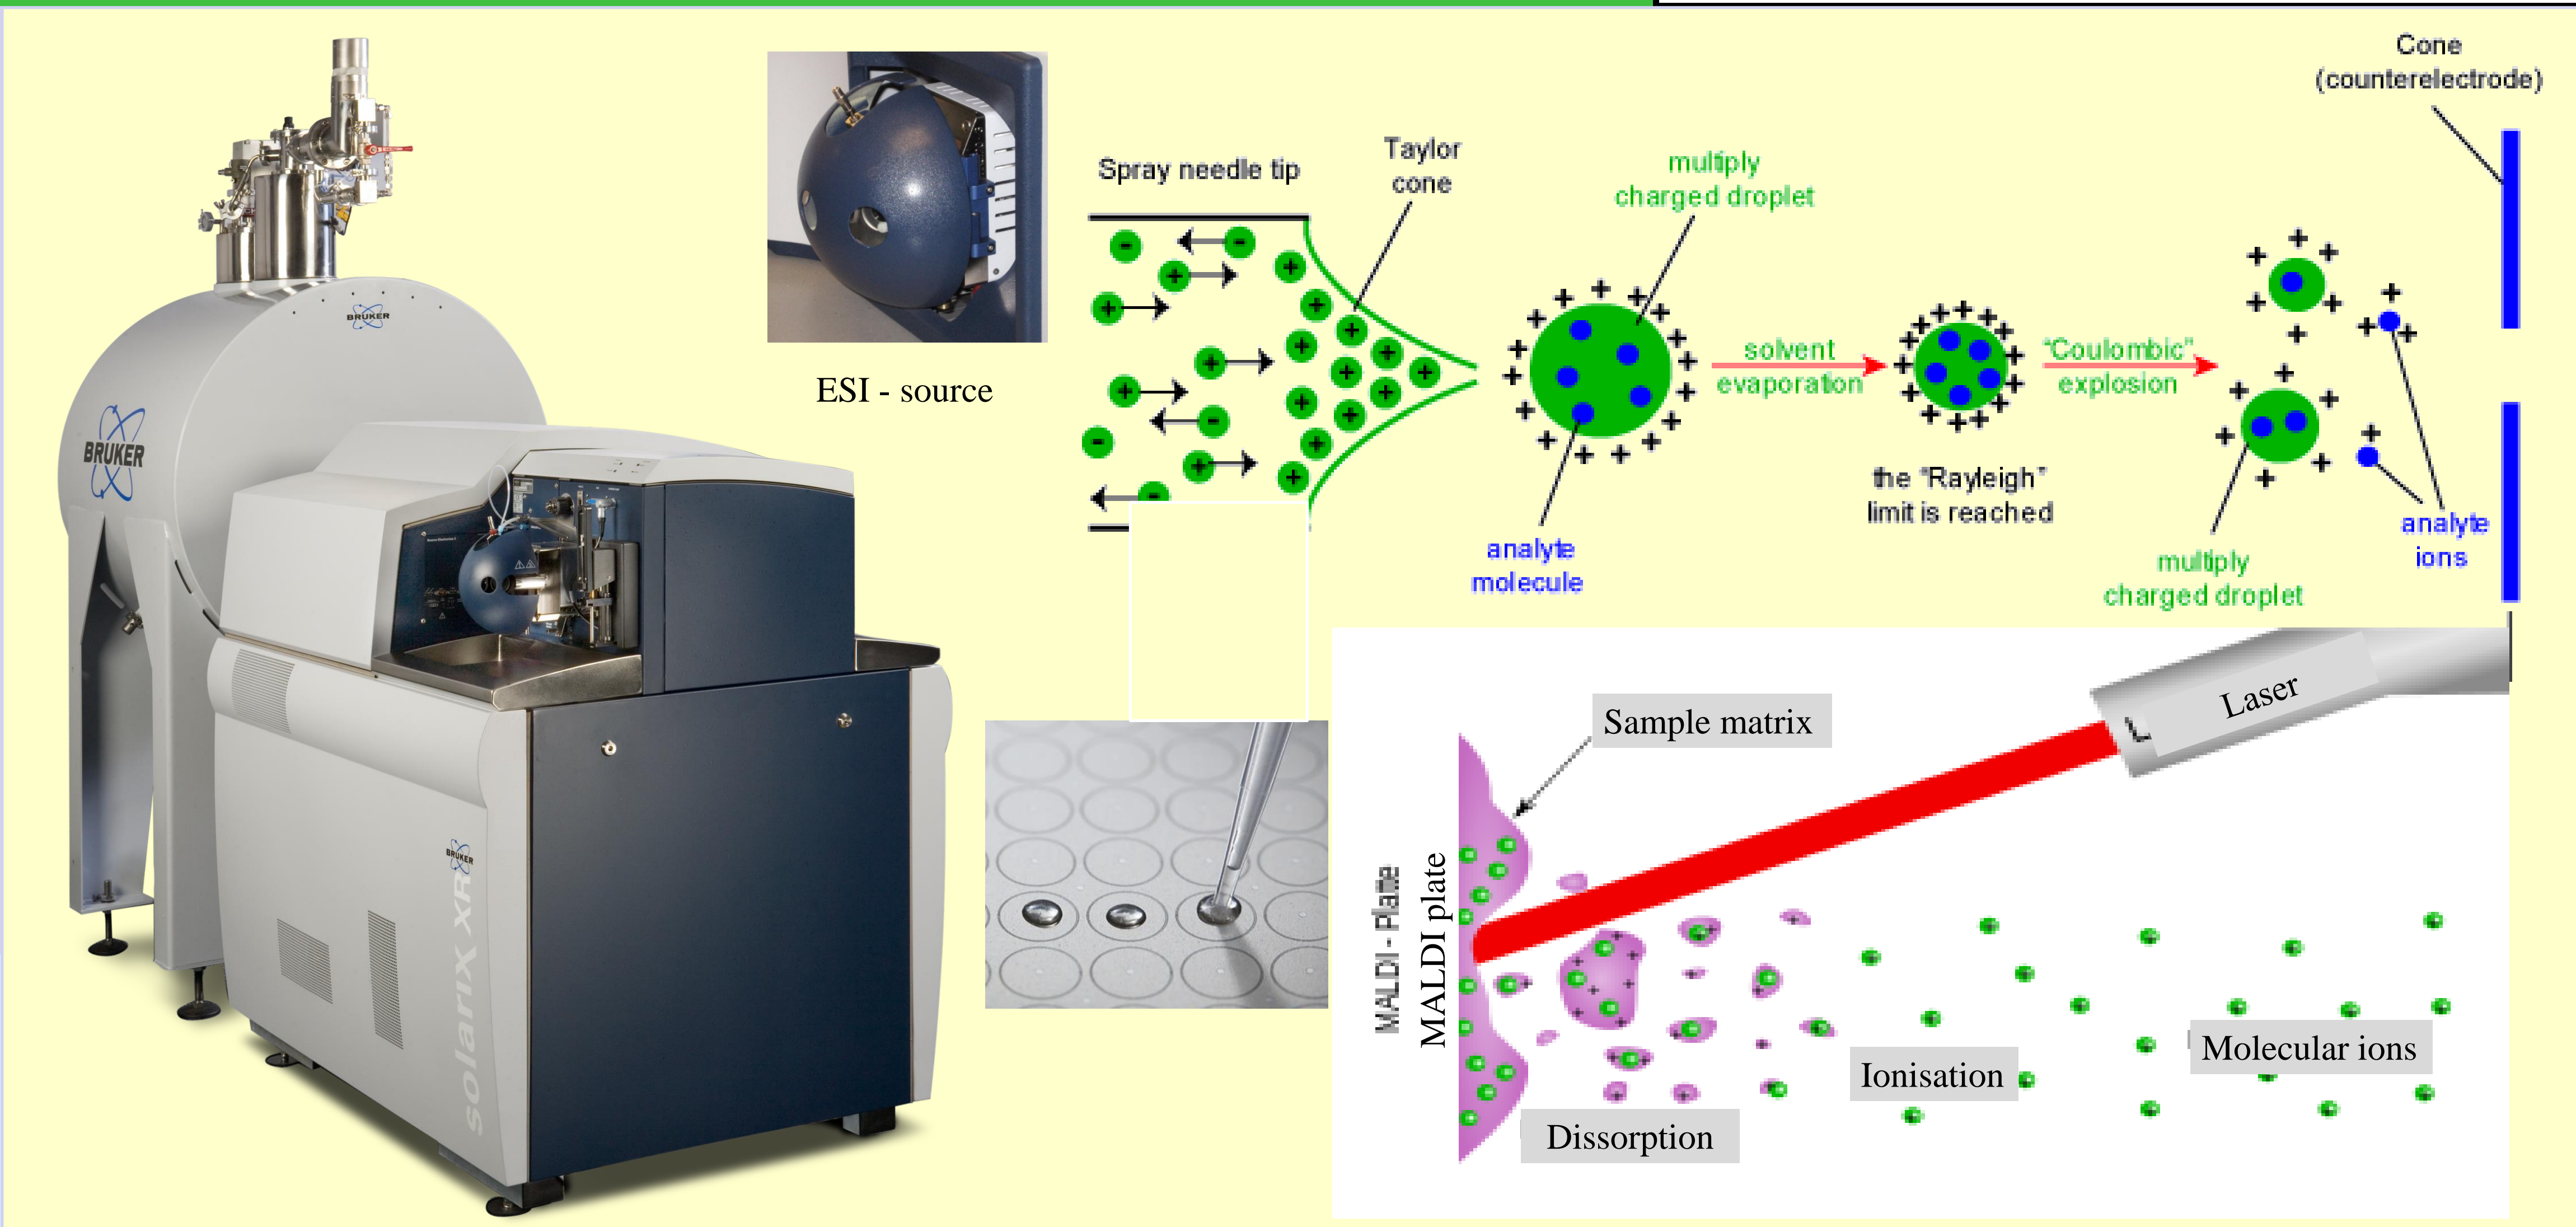 BRUKER
BRUKER
BRUKER
solarix XR
ESI - source
Spray needle tip
Taylor
cone
multiply
charged droplet
Cone
(counterelectrode)
solvent
evaporation
"Coulombic"
explosion
the "Rayleigh"
limit is reached
analyte
molecule
multiply
charged droplet
analyte
ions
Sample matrix
Laser
MALDI - Platte
MALDI plate
Ionisation
Molecular ions
Dissorption